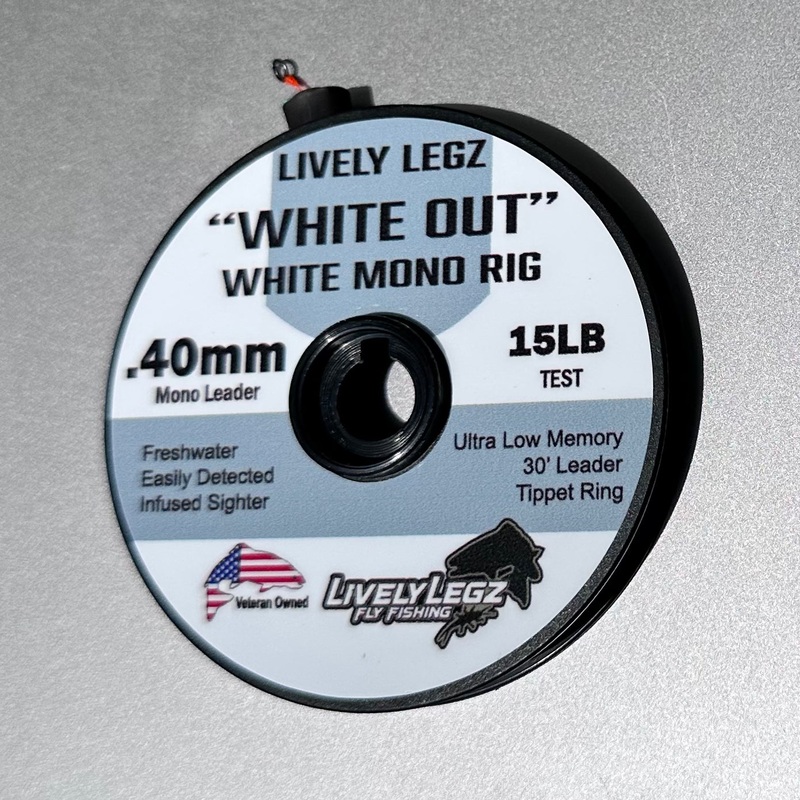 LIVELY LEGZ
“WHITE OUT”
WHITE MONO RIG
.40mm
Mono Leader
15LB
TEST
Freshwater
Easily Detected
Infused Sighter
Ultra Low Memory
30' Leader
Tippet Ring
Veteran Owned
LIVELYLEGZ
FLY FISHING